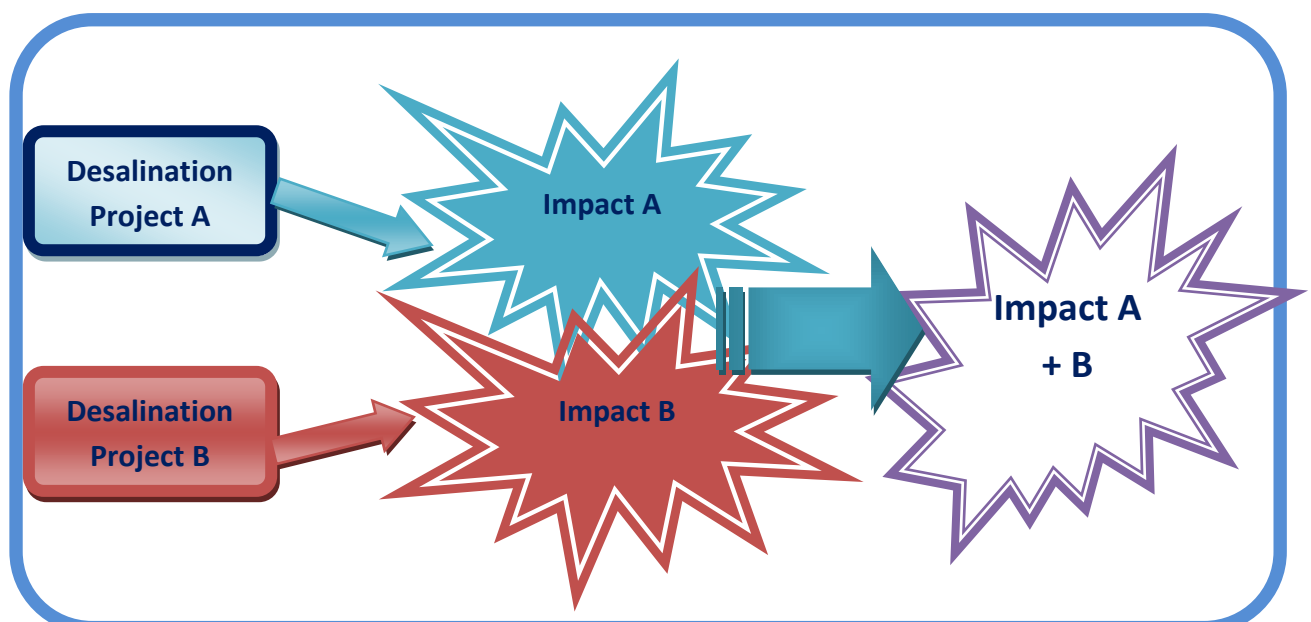 Desalination
Project A
Impact A
Impact A
+ B
Desalination
Project B
Impact B